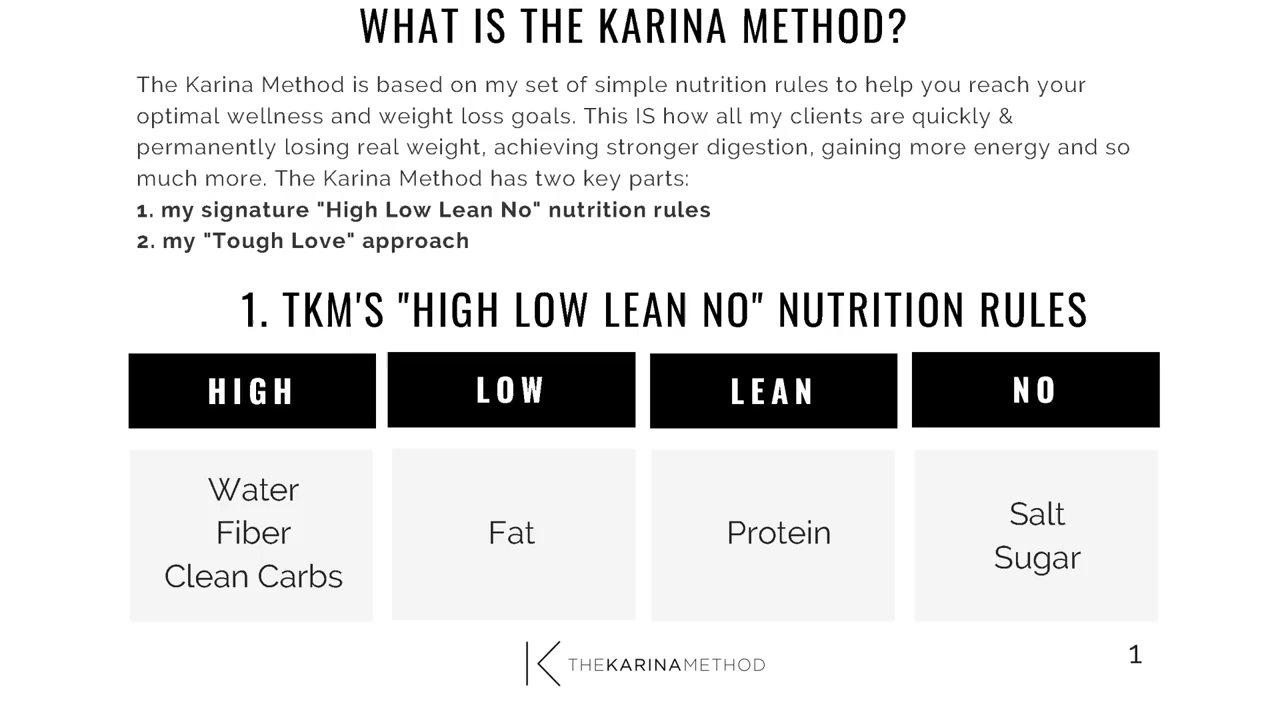 WHAT IS THE KARINA METHOD?
The Karina Method is based on my set of simple nutrition rules to help you reach your
optimal wellness and weight loss goals. This IS how all my clients are quickly &
permanently losing real weight, achieving stronger digestion, gaining more energy and so
much more. The Karina Method has two key parts:
1. my signature "High Low Lean No" nutrition rules
2. my "Tough Love" approach
1. TKM'S "HIGH LOW LEAN NO" NUTRITION RULES
HIGH
Water
Fiber
Clean Carbs
LOW
Fat
LEAN
Protein
NO
Salt
Sugar
THEKARINAMETHOD
1